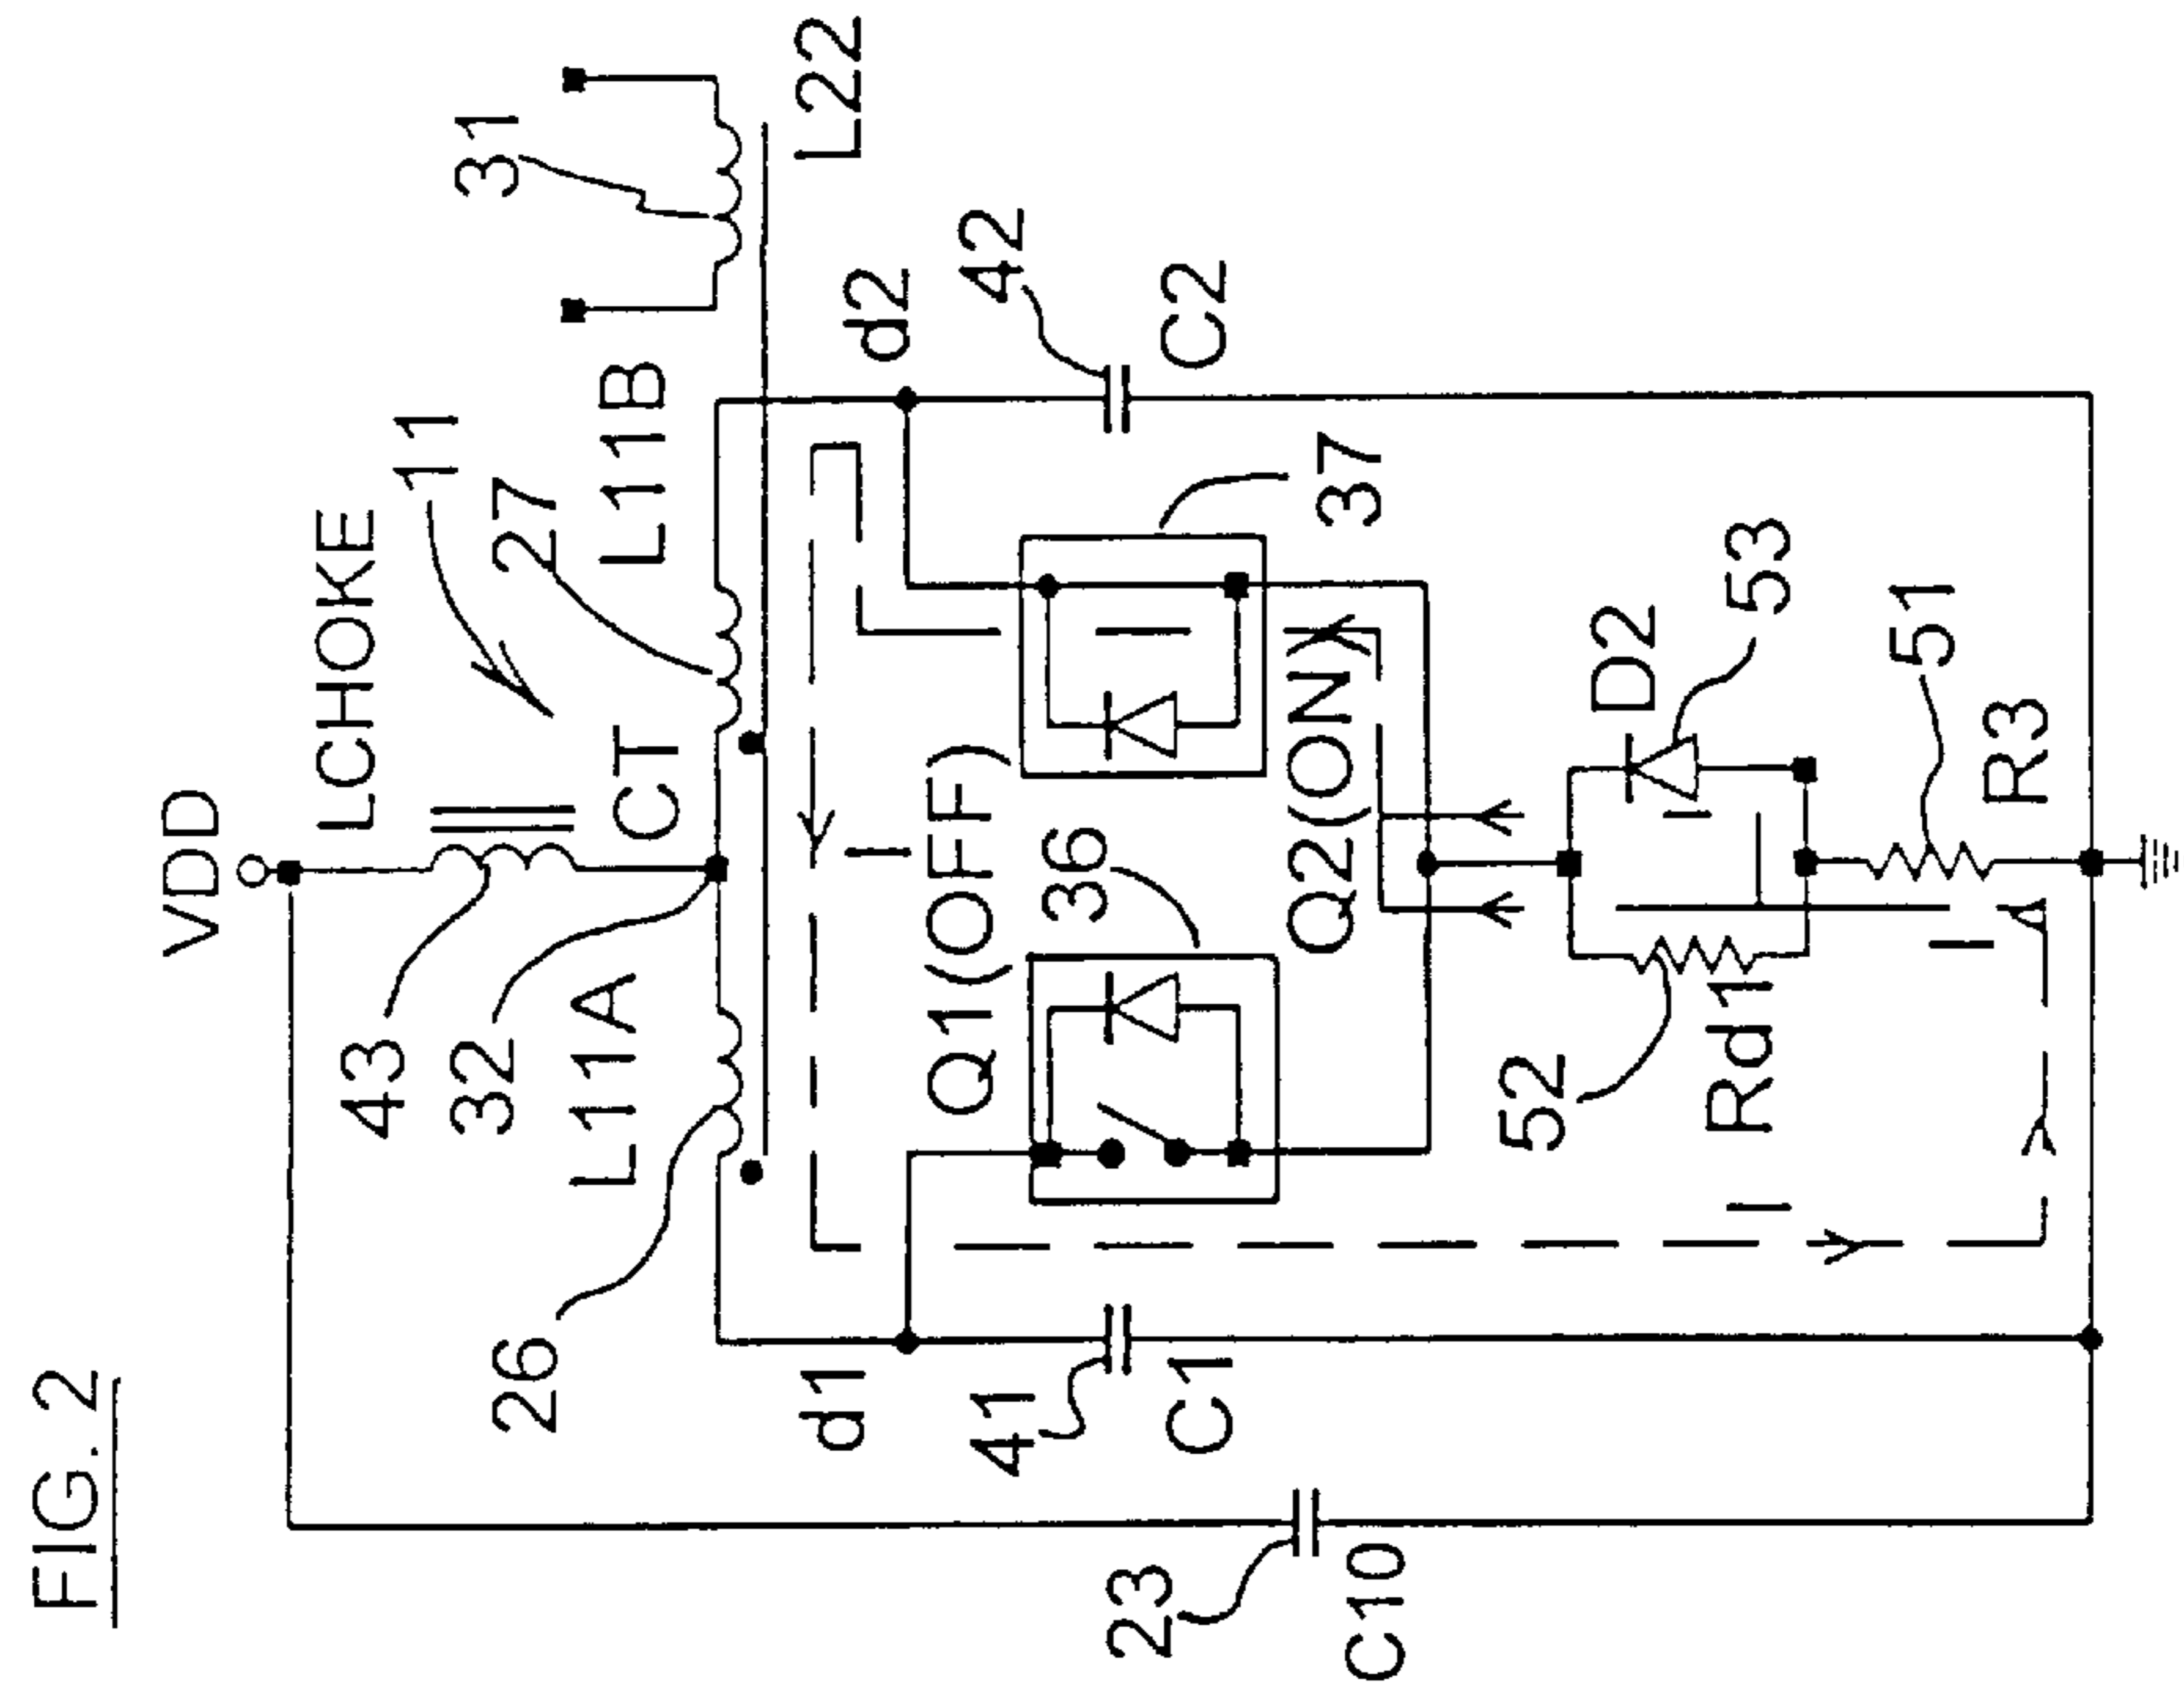 FIG. 2
VDD
LCHOKE
11
43
32
CT
27
L11B
31
L22
26
L11A
d1
d2
I
Q1(OFF)
36
41
C1
42
C2
37
23
C10
Q2(ON)
52
Rd1
D2
53
I
I
I
51
R3